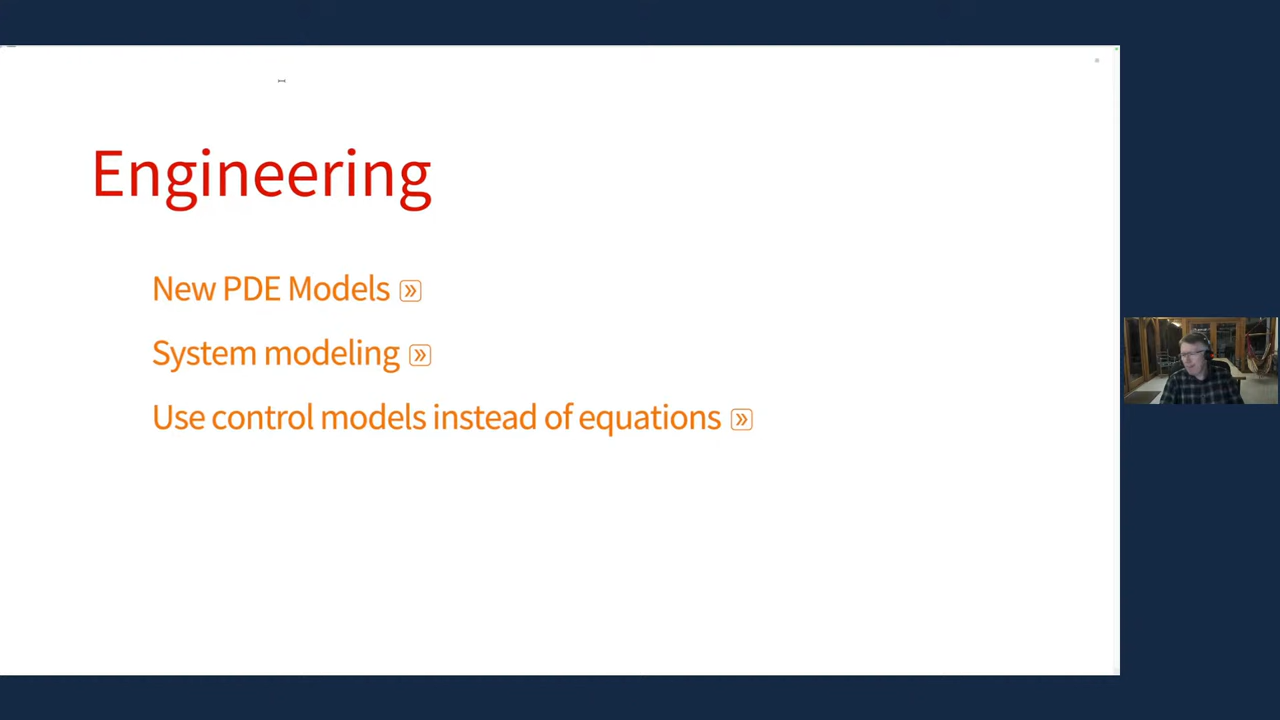 Engineering
New PDE Models »
System modeling »
Use control models instead of equations »